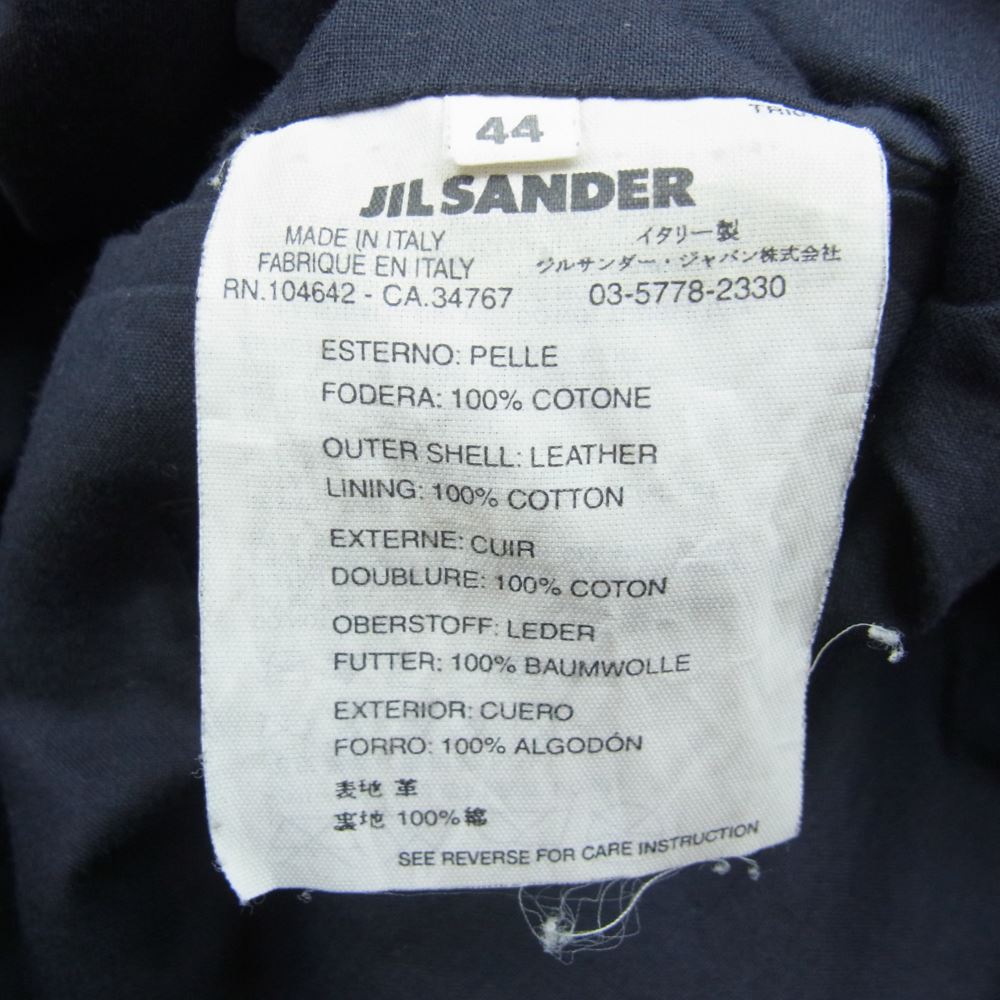 44
JIL SANDER
MADE IN ITALY
FABRIQUE EN ITALY
RN.104642 - CA.34767
イタリー製
ジルサンダー・ジャパン株式会社
03-5778-2330
ESTERNO: PELLE
FODERA: 100% COTONE
OUTER SHELL: LEATHER
LINING: 100% COTTON
EXTERNE: CUIR
DOUBLURE: 100% COTON
OBERSTOFF: LEDER
FUTTER: 100% BAUMWOLLE
EXTERIOR: CUERO
FORRO: 100% ALGODÓN
表地 革
裏地 100%綿
SEE REVERSE FOR CARE INSTRUCTION